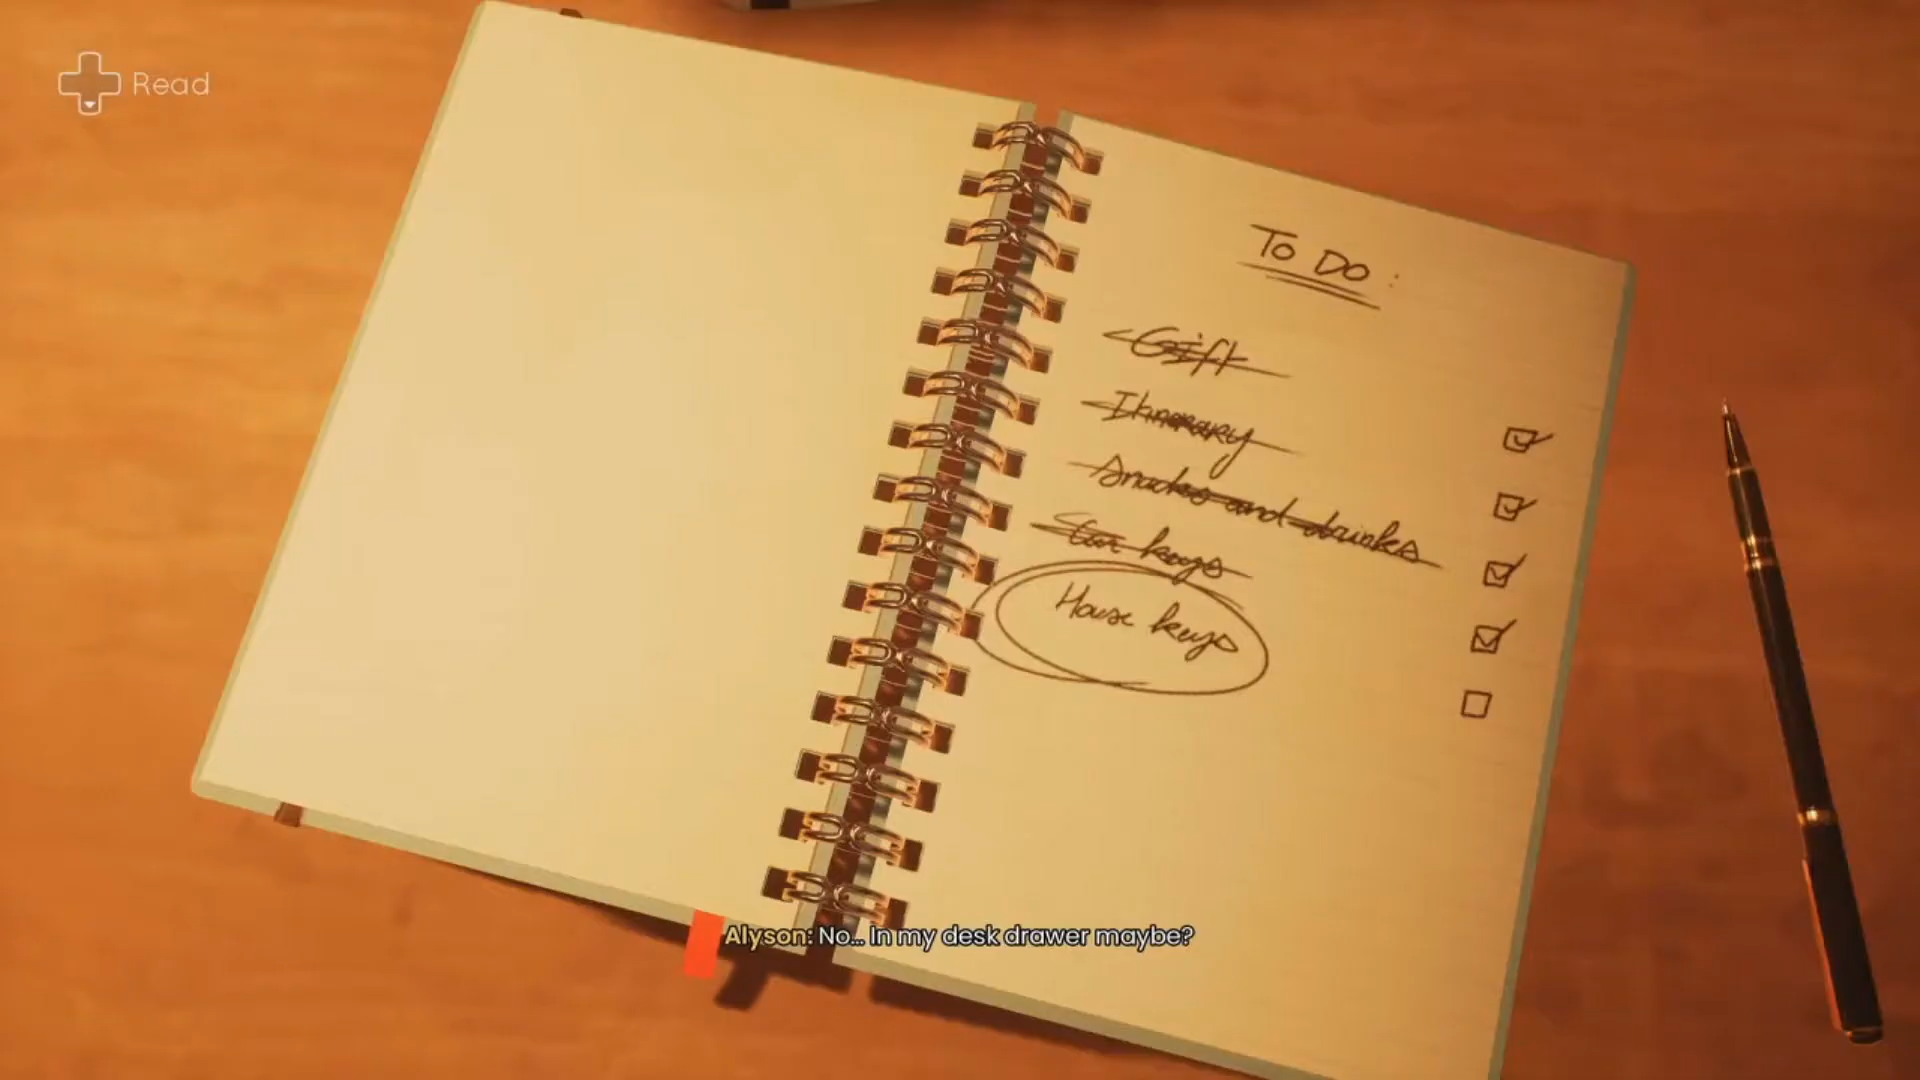 Read
To Do :
Gift
Itinerary
Snacks and drinks
Car keys
House keys
Alyson: No... In my desk drawer maybe?